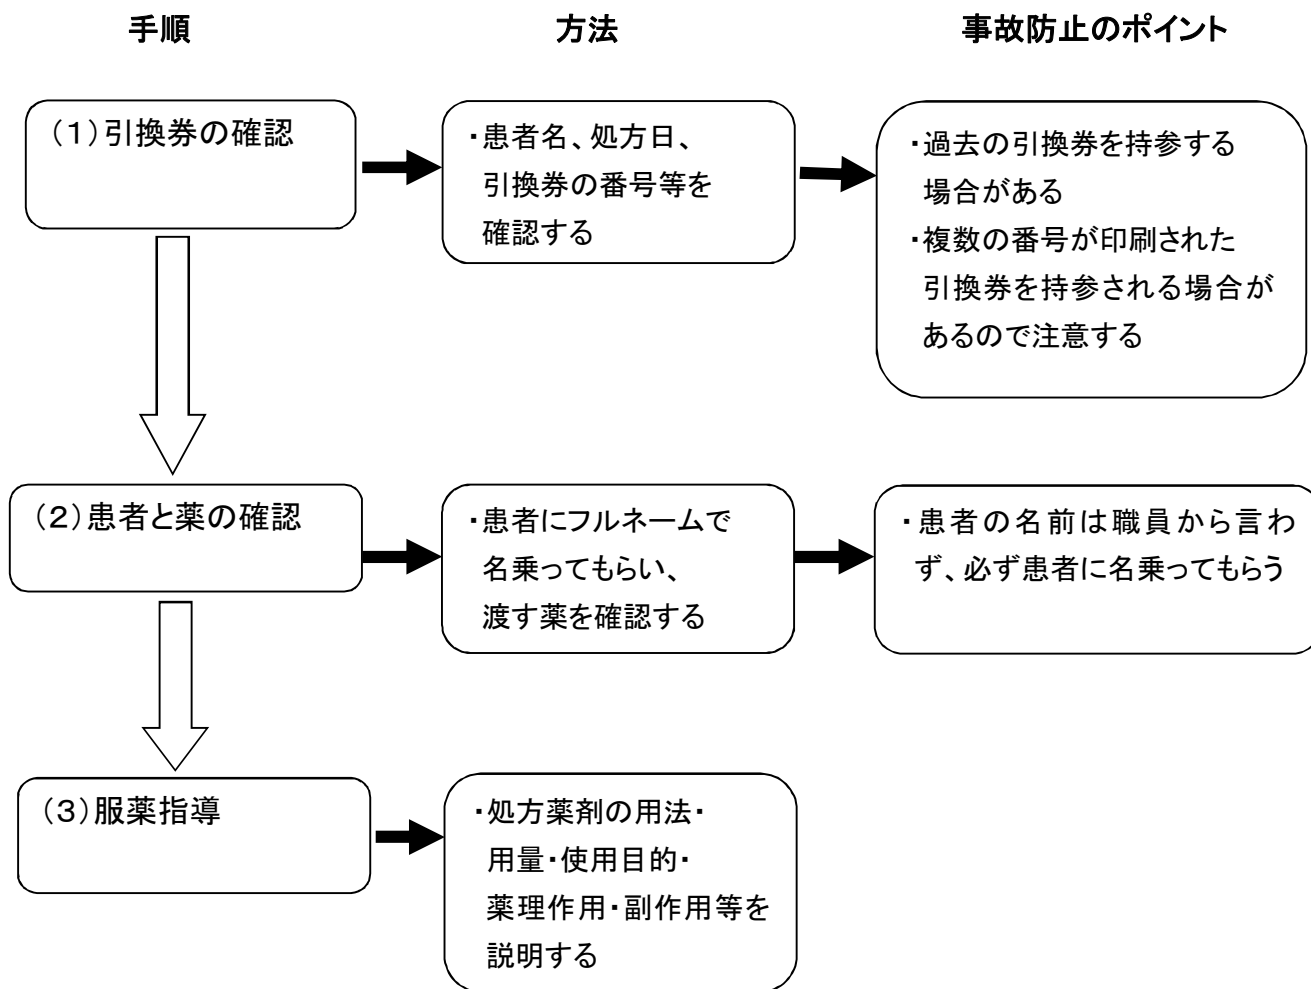 手順
方法
事故防止のポイント
(1)引換券の確認
・患者名、処方日、
引換券の番号等を
確認する
・過去の引換券を持参する
場合がある
・複数の番号が印刷された
引換券を持参される場合が
あるので注意する
(2)患者と薬の確認
・患者にフルネームで
名乗ってもらい、
渡す薬を確認する
・患者の名前は職員から言わ
ず、必ず患者に名乗ってもらう
(3)服薬指導
・処方薬剤の用法・
用量・使用目的・
薬理作用・副作用等を
説明する